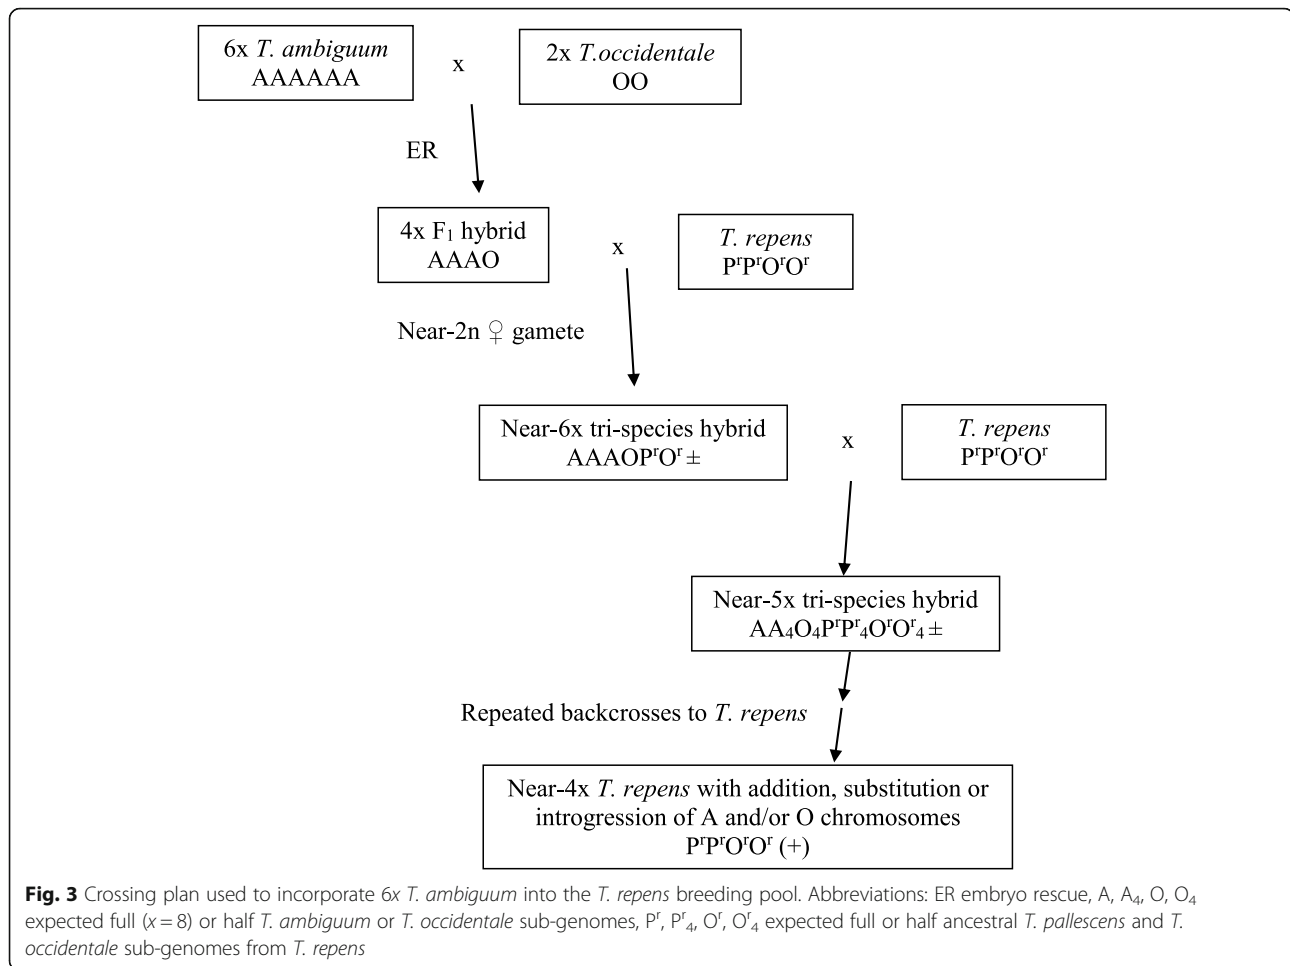 6x T. ambiguum
AAAAAA
x
2x T.occidentale
OO
ER
4x F₁ hybrid
AAAO
x
T. repens
PʳPʳOʳOʳ
Near-2n ♀ gamete
Near-6x tri-species hybrid
AAAOPʳOʳ ±
x
T. repens
PʳPʳOʳOʳ
Near-5x tri-species hybrid
AA₄O₄PʳPʳ₄OʳOʳ₄ ±
Repeated backcrosses to T. repens
Near-4x T. repens with addition, substitution or
introgression of A and/or O chromosomes
PʳPʳOʳOʳ (+)
Fig. 3 Crossing plan used to incorporate 6x T. ambiguum into the T. repens breeding pool. Abbreviations: ER embryo rescue, A, A₄, O, O₄
expected full (x = 8) or half T. ambiguum or T. occidentale sub-genomes, Pʳ, Pʳ₄, Oʳ, Oʳ₄ expected full or half ancestral T. pallescens and T.
occidentale sub-genomes from T. repens